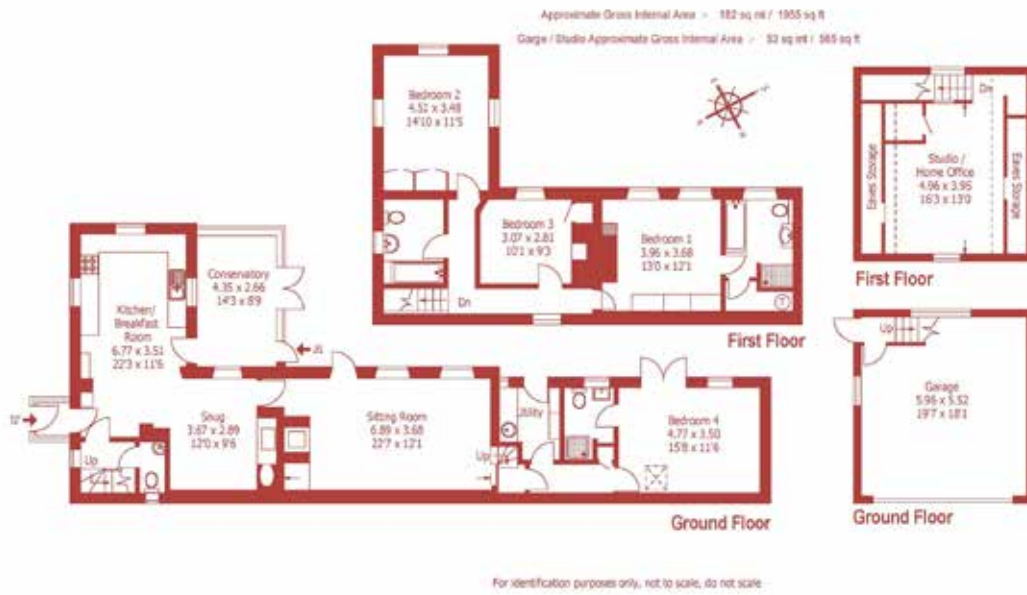 Approximate Gross Internal Area - 182 sq mt / 1955 sq ft
Garge / Studio Approximate Gross Internal Area - 53 sq mt / 565 sq ft
Bedroom 2
4.52 x 3.48
14'10 x 11'5
Bedroom 3
3.07 x 2.81
10'1 x 9'3
Bedroom 1
3.96 x 3.68
13'0 x 12'1
Dn
T
First Floor
Dn
Eaves Storage
Studio /
Home Office
4.96 x 3.95
16'3 x 13'0
Eaves Storage
First Floor
Conservatory
4.35 x 2.66
14'3 x 8'9
Kitchen/
Breakfast
Room
6.77 x 3.51
22'3 x 11'6
Snug
3.67 x 2.89
12'0 x 9'6
Up
Sitting Room
6.89 x 3.68
22'7 x 12'1
Up
Utility
Bedroom 4
4.77 x 3.50
15'8 x 11'6
Ground Floor
Up
Garage
5.96 x 5.52
19'7 x 18'1
Ground Floor
For identification purposes only, not to scale, do not scale